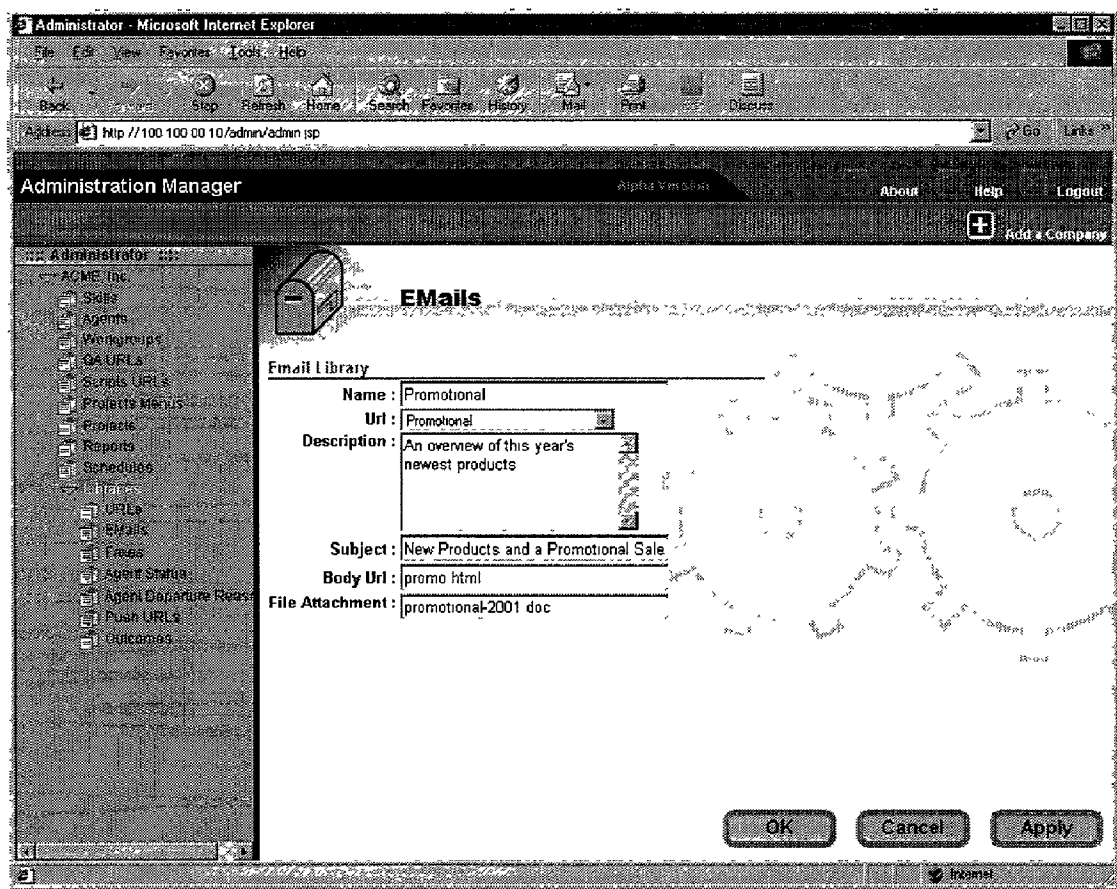 Administrator - Microsoft Internet Explorer
File Edit View Favorites Tools Help
Back Stop Refresh Home Search Favorites History Mail Print Discuss
Address http //100 100 00 10/admin/admin jsp Go Links
Administration Manager
Alpha Version
About Help Logout
Add a Company
:::: Administrator ::::
ACME Inc.
Skills
Agents
Workgroups
QA URLs
Scripts URLs
Projects Menus
Projects
Reports
Schedules
Libraries
URLs
EMails
Faxes
Agent Status
Agent Departure Reas
Push URLs
Outcomes
EMails
Email Library
Name : Promotional
Url : Promotional
Description : An overview of this year's
newest products
Subject : New Products and a Promotional Sale
Body Url : promo html
File Attachment : promotional-2001 doc
OK Cancel Apply
Internet